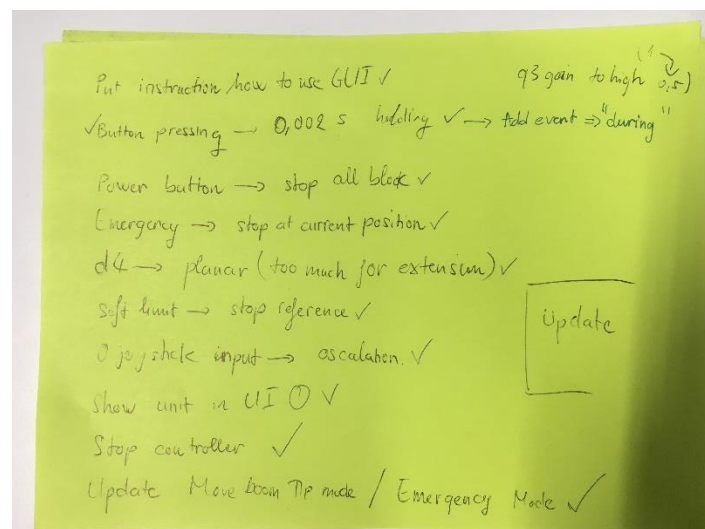 Put instruction how to use GUI ✓
q3 gain to high (1 → 0,5)
✓Button pressing → 0,002 s holding ✓ → Add event ⇒ "during"
Power button → stop all block ✓
Emergency → stop at current position ✓
d4 → planar (too much for extension) ✓
Soft limit → stop reference ✓
0 joystick input → oscalation. ✓
Update
Show unit in UI ✓
Stop controller ✓
Update Move boom Tip mode / Emergency Mode ✓